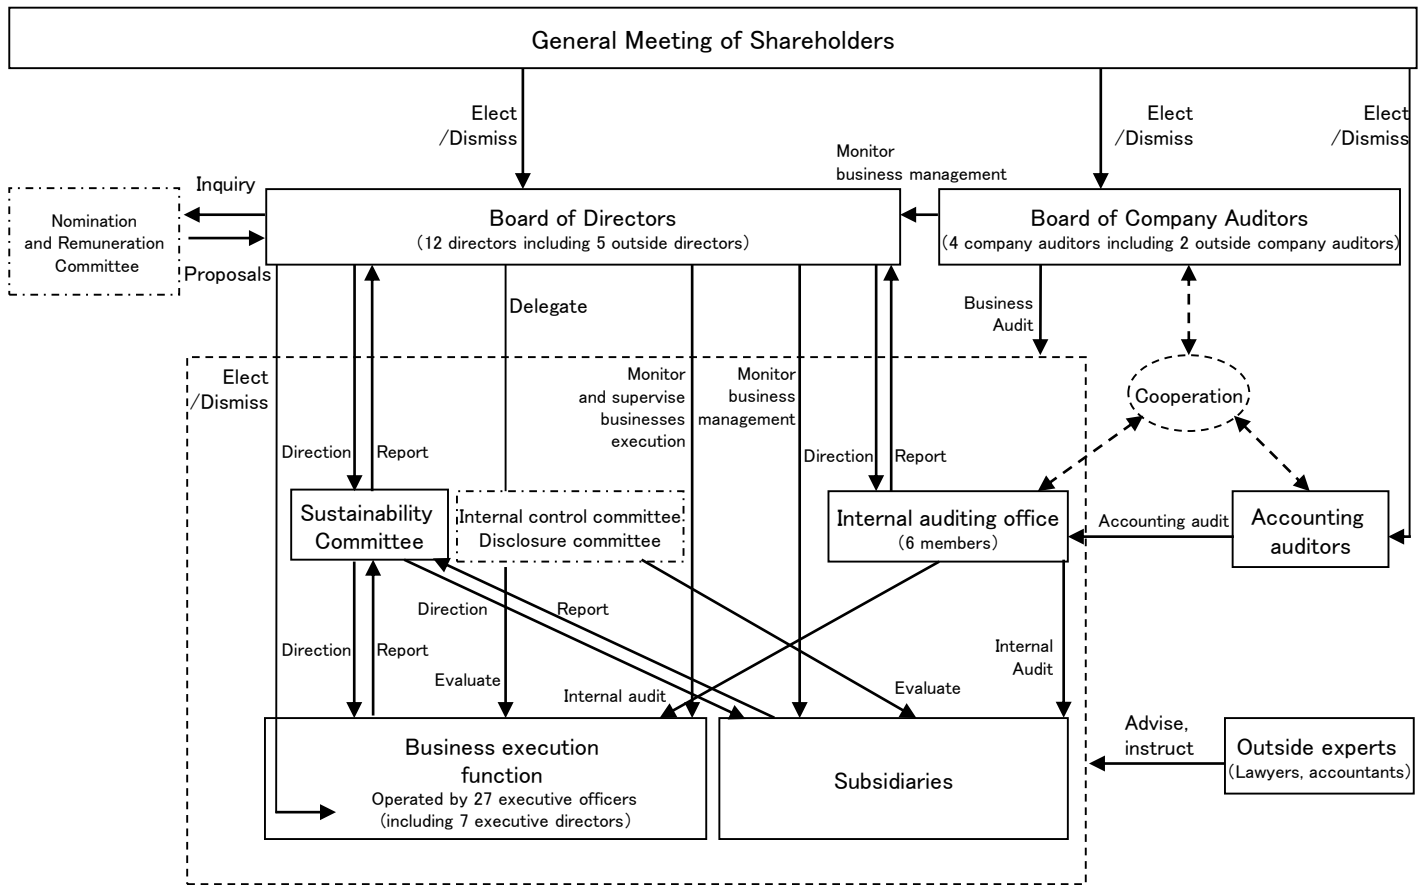 General Meeting of Shareholders
Elect
/Dismiss
Elect
/Dismiss
Elect
/Dismiss
Monitor
business management
Inquiry
Nomination
and Remuneration
Committee
Proposals
Board of Directors
(12 directors including 5 outside directors)
Board of Company Auditors
(4 company auditors including 2 outside company auditors)
Delegate
Business
Audit
Elect
/Dismiss
Monitor
and supervise
businesses
execution
Monitor
business
management
Cooperation
Direction
Report
Direction
Report
Sustainability
Committee
Internal control committee
Disclosure committee
Internal auditing office
(6 members)
Accounting audit
Accounting
auditors
Direction
Report
Direction
Report
Evaluate
Internal audit
Evaluate
Internal
Audit
Business execution
function
Operated by 27 executive officers
(including 7 executive directors)
Subsidiaries
Advise,
instruct
Outside experts
(Lawyers, accountants)